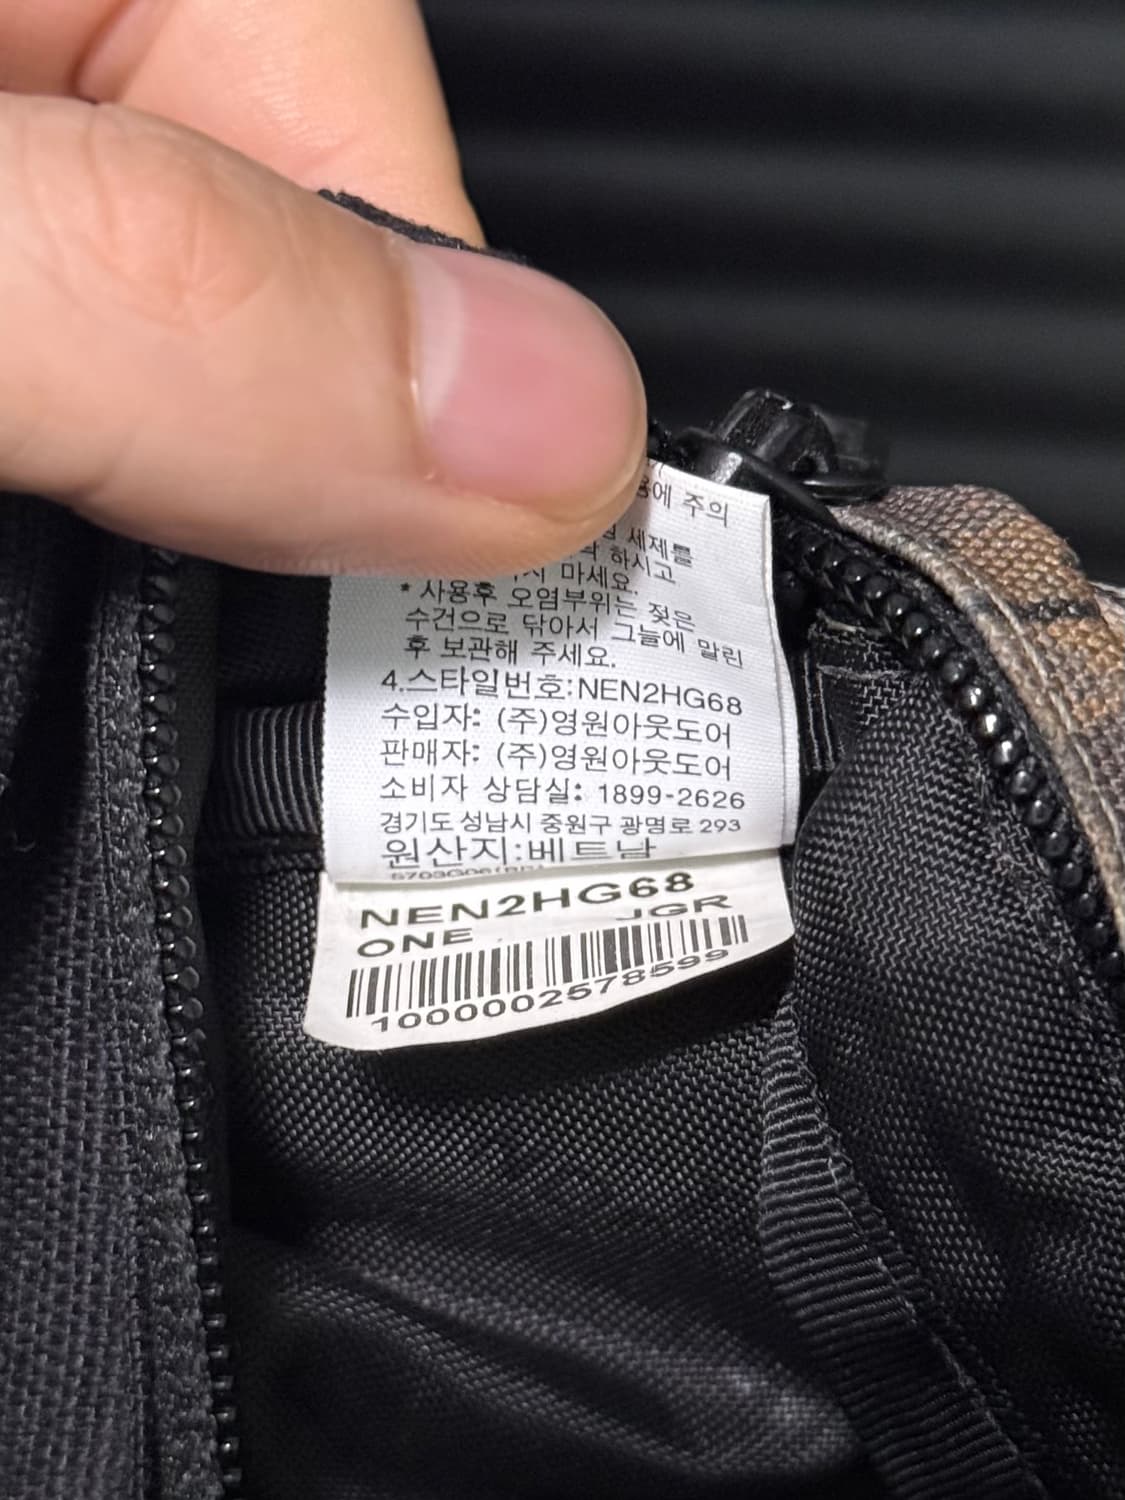 주의
세제를
하시고
마세요.
* 사용후 오염부위는 젖은
수건으로 닦아서 그늘에 말린
후 보관해 주세요.
4.스타일번호:NEN2HG68
수입자: (주)영원아웃도어
판매자: (주)영원아웃도어
소비자 상담실: 1899-2626
경기도 성남시 중원구 광명로 293
원산지:베트남
NEN2HG68
ONE JGR
1000002578599